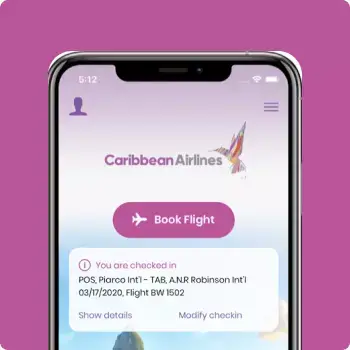 5:12
Caribbean Airlines
Book Flight
You are checked in
POS, Piarco Int'l - TAB, A.N.R Robinson Int'l
03/17/2020, Flight BW 1502
Show details Modify checkin